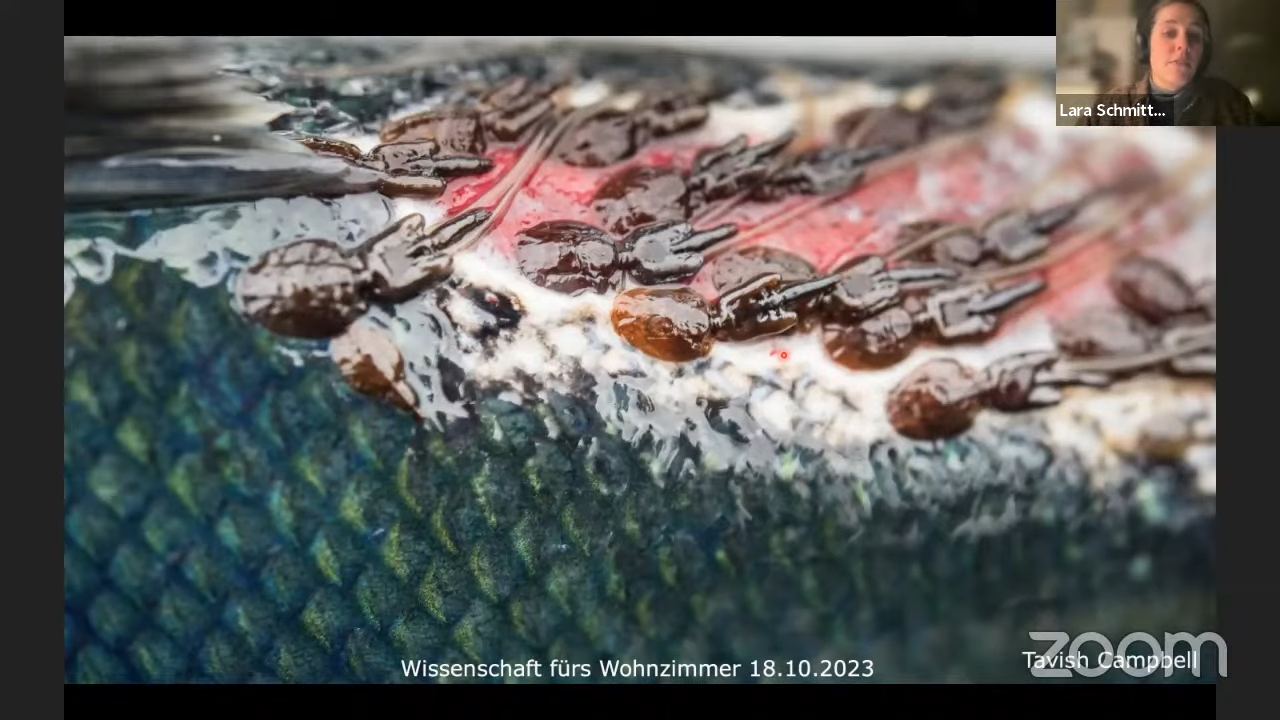 Lara Schmitt...
Wissenschaft fürs Wohnzimmer 18.10.2023
Tavish Campbell
zoom